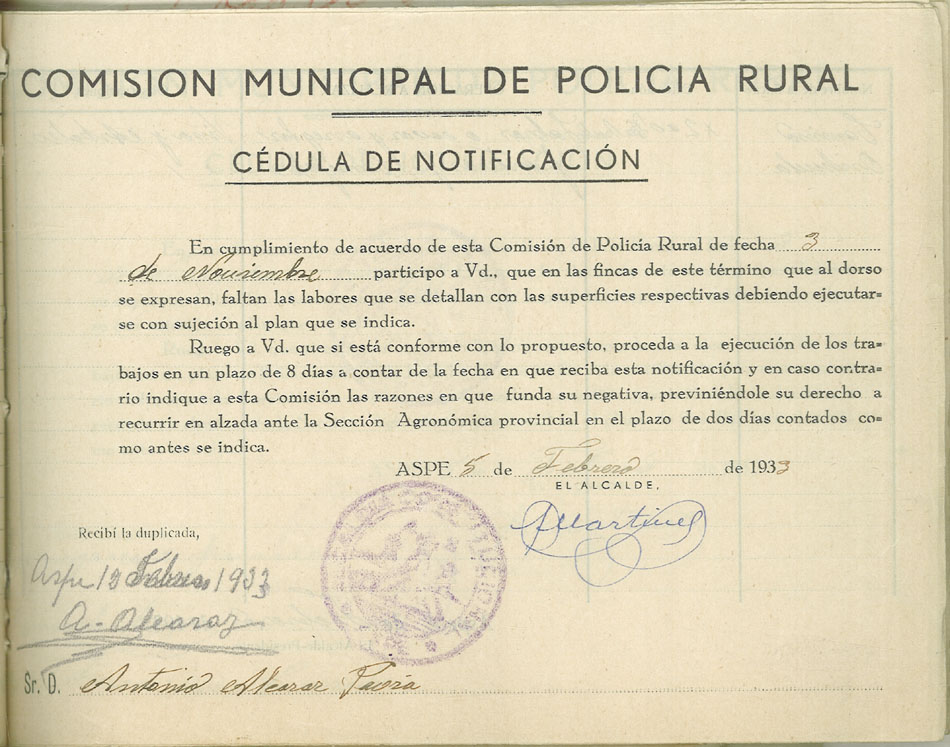 COMISION MUNICIPAL DE POLICIA RURAL
CÉDULA DE NOTIFICACIÓN
En cumplimiento de acuerdo de esta Comisión de Policía Rural de fecha 3
de Noviembre participo a Vd., que en las fincas de este término que al dorso
se expresan, faltan las labores que se detallan con las superficies respectivas debiendo ejecutar=
se con sujeción al plan que se indica.
Ruego a Vd. que si está conforme con lo propuesto, proceda a la ejecución de los tra=
bajos en un plazo de 8 días a contar de la fecha en que reciba esta notificación y en caso contra=
rio indique a esta Comisión las razones en que funda su negativa, previniéndole su derecho a
recurrir en alzada ante la Sección Agronómica provincial en el plazo de dos días contados co=
mo antes se indica.
ASPE 5 de Febrero de 1933
EL ALCALDE,
AMartinez
Recibí la duplicada,
Aspe 12 Febrero 1933
A. Alcaraz
Sr. D. Antonio Alcaraz Pavia